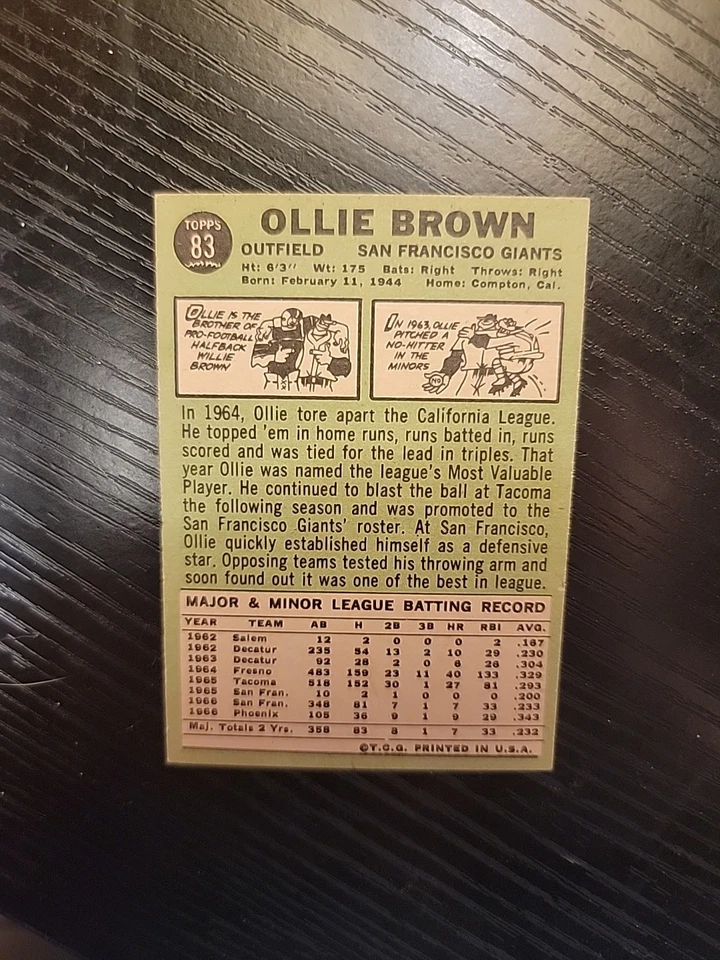 TOPPS
83
OLLIE BROWN
OUTFIELD SAN FRANCISCO GIANTS
Ht: 6'3" Wt: 175 Bats: Right Throws: Right
Born: February 11, 1944 Home: Compton, Cal.
OLLIE IS THE
BROTHER OF
PRO-FOOTBALL
HALFBACK
WILLIE
BROWN
IN 1963, OLLIE
PITCHED A
NO-HITTER
IN THE
MINORS
NO
In 1964, Ollie tore apart the California League.
He topped 'em in home runs, runs batted in, runs
scored and was tied for the lead in triples. That
year Ollie was named the league's Most Valuable
Player. He continued to blast the ball at Tacoma
the following season and was promoted to the
San Francisco Giants' roster. At San Francisco,
Ollie quickly established himself as a defensive
star. Opposing teams tested his throwing arm and
soon found out it was one of the best in league.
MAJOR & MINOR LEAGUE BATTING RECORD
YEAR TEAM AB H 2B 3B HR RBI AVG.
1962 Salem 12 2 0 0 0 2 .167
1962 Decatur 235 54 13 2 10 29 .230
1963 Decatur 92 28 2 0 6 26 .304
1964 Fresno 483 159 23 11 40 133 .329
1965 Tacoma 518 152 30 1 27 81 .293
1965 San Fran. 10 2 1 0 0 0 .200
1966 San Fran. 348 81 7 1 7 33 .233
1966 Phoenix 105 36 9 1 9 29 .343
Maj. Totals 2 Yrs. 358 83 8 1 7 33 .232
©T.C.G. PRINTED IN U.S.A.